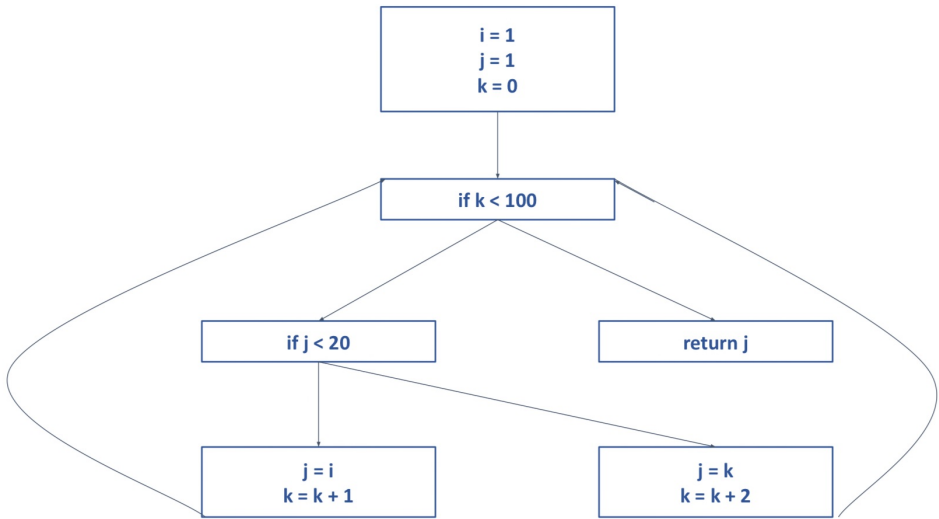 i = 1
j = 1
k = 0
if k < 100
if j < 20
return j
j = i
k = k + 1
j = k
k = k + 2